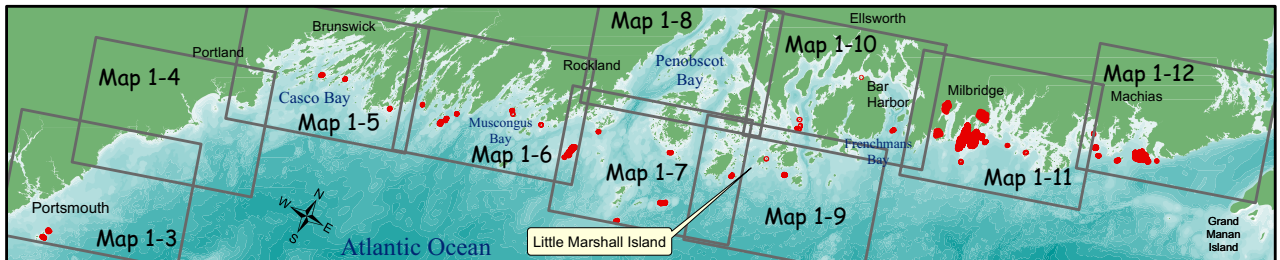 Map 1-8
Ellsworth
Brunswick
Map 1-10
Portland
Penobscot
Bay
Map 1-12
Map 1-4
Rockland
Bar
Harbor
Milbridge
Machias
Casco Bay
Map 1-5
Muscongus
Bay
Map 1-6
Frenchmans
Bay
Map 1-7
Map 1-11
Portsmouth
Map 1-3
N
W
E
S
Map 1-9
Atlantic Ocean
Little Marshall Island
Grand
Manan
Island